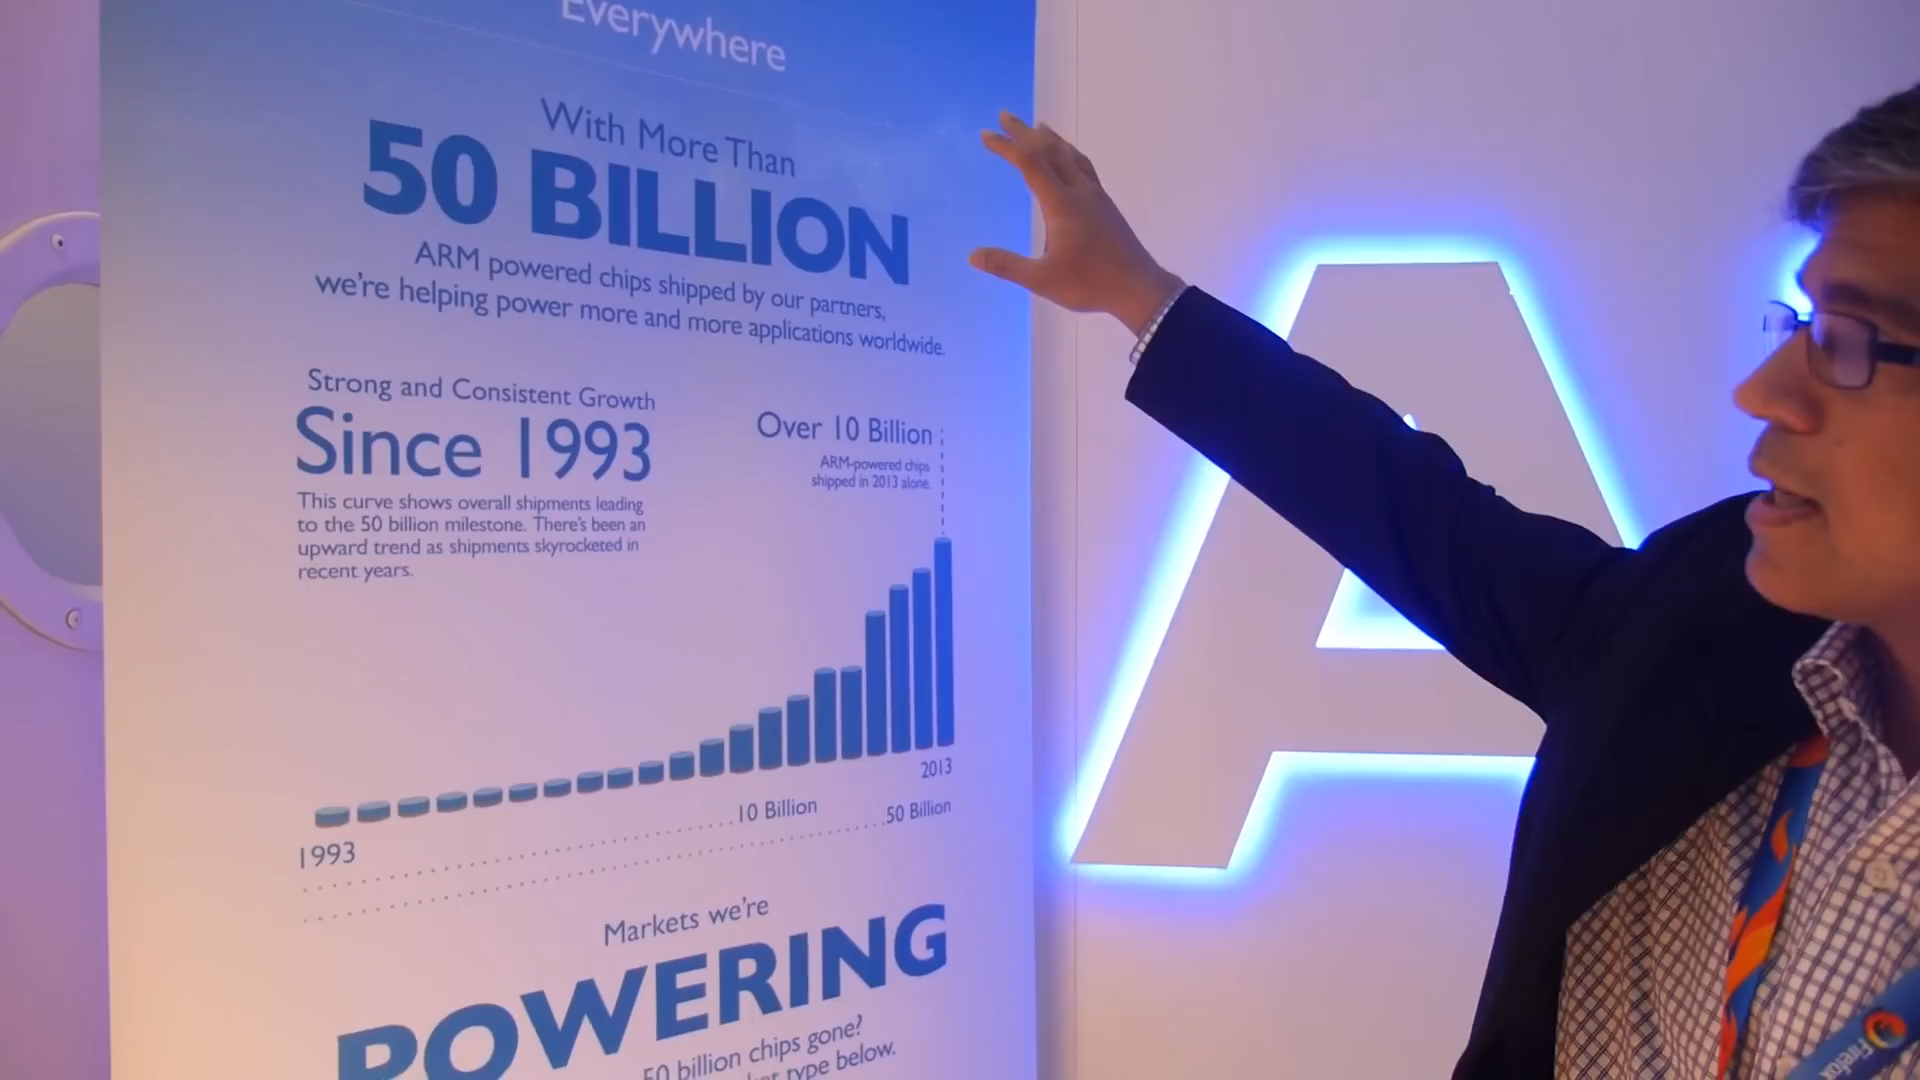 Everywhere
With More Than
50 BILLION
ARM powered chips shipped by our partners,
we're helping power more and more applications worldwide.
Strong and Consistent Growth
Since 1993
This curve shows overall shipments leading
to the 50 billion milestone. There's been an
upward trend as shipments skyrocketed in
recent years.
Over 10 Billion
ARM-powered chips
shipped in 2013 alone.
2013
10 Billion
50 Billion
1993
Markets we're
POWERING
50 billion chips gone?
type below.
A
Firefox